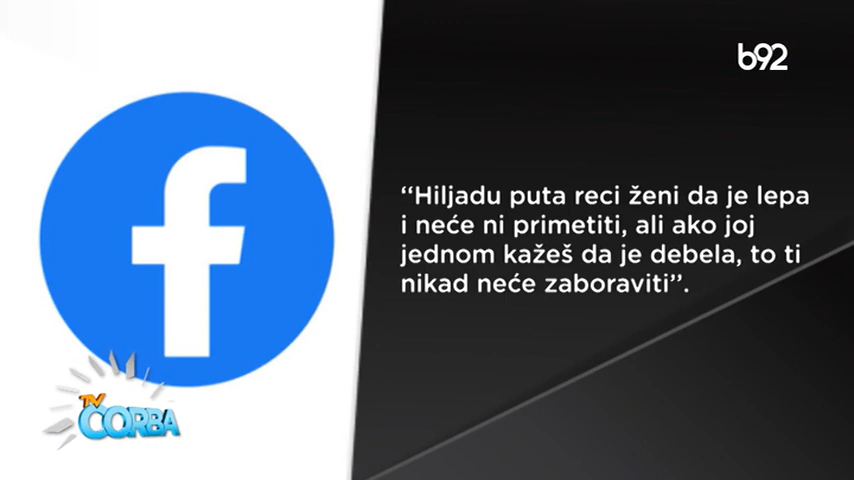 b92
“Hiljadu puta reci ženi da je lepa
i neće ni primetiti, ali ako joj
jednom kažeš da je debela, to ti
nikad neće zaboraviti”.
TV
ČORBA